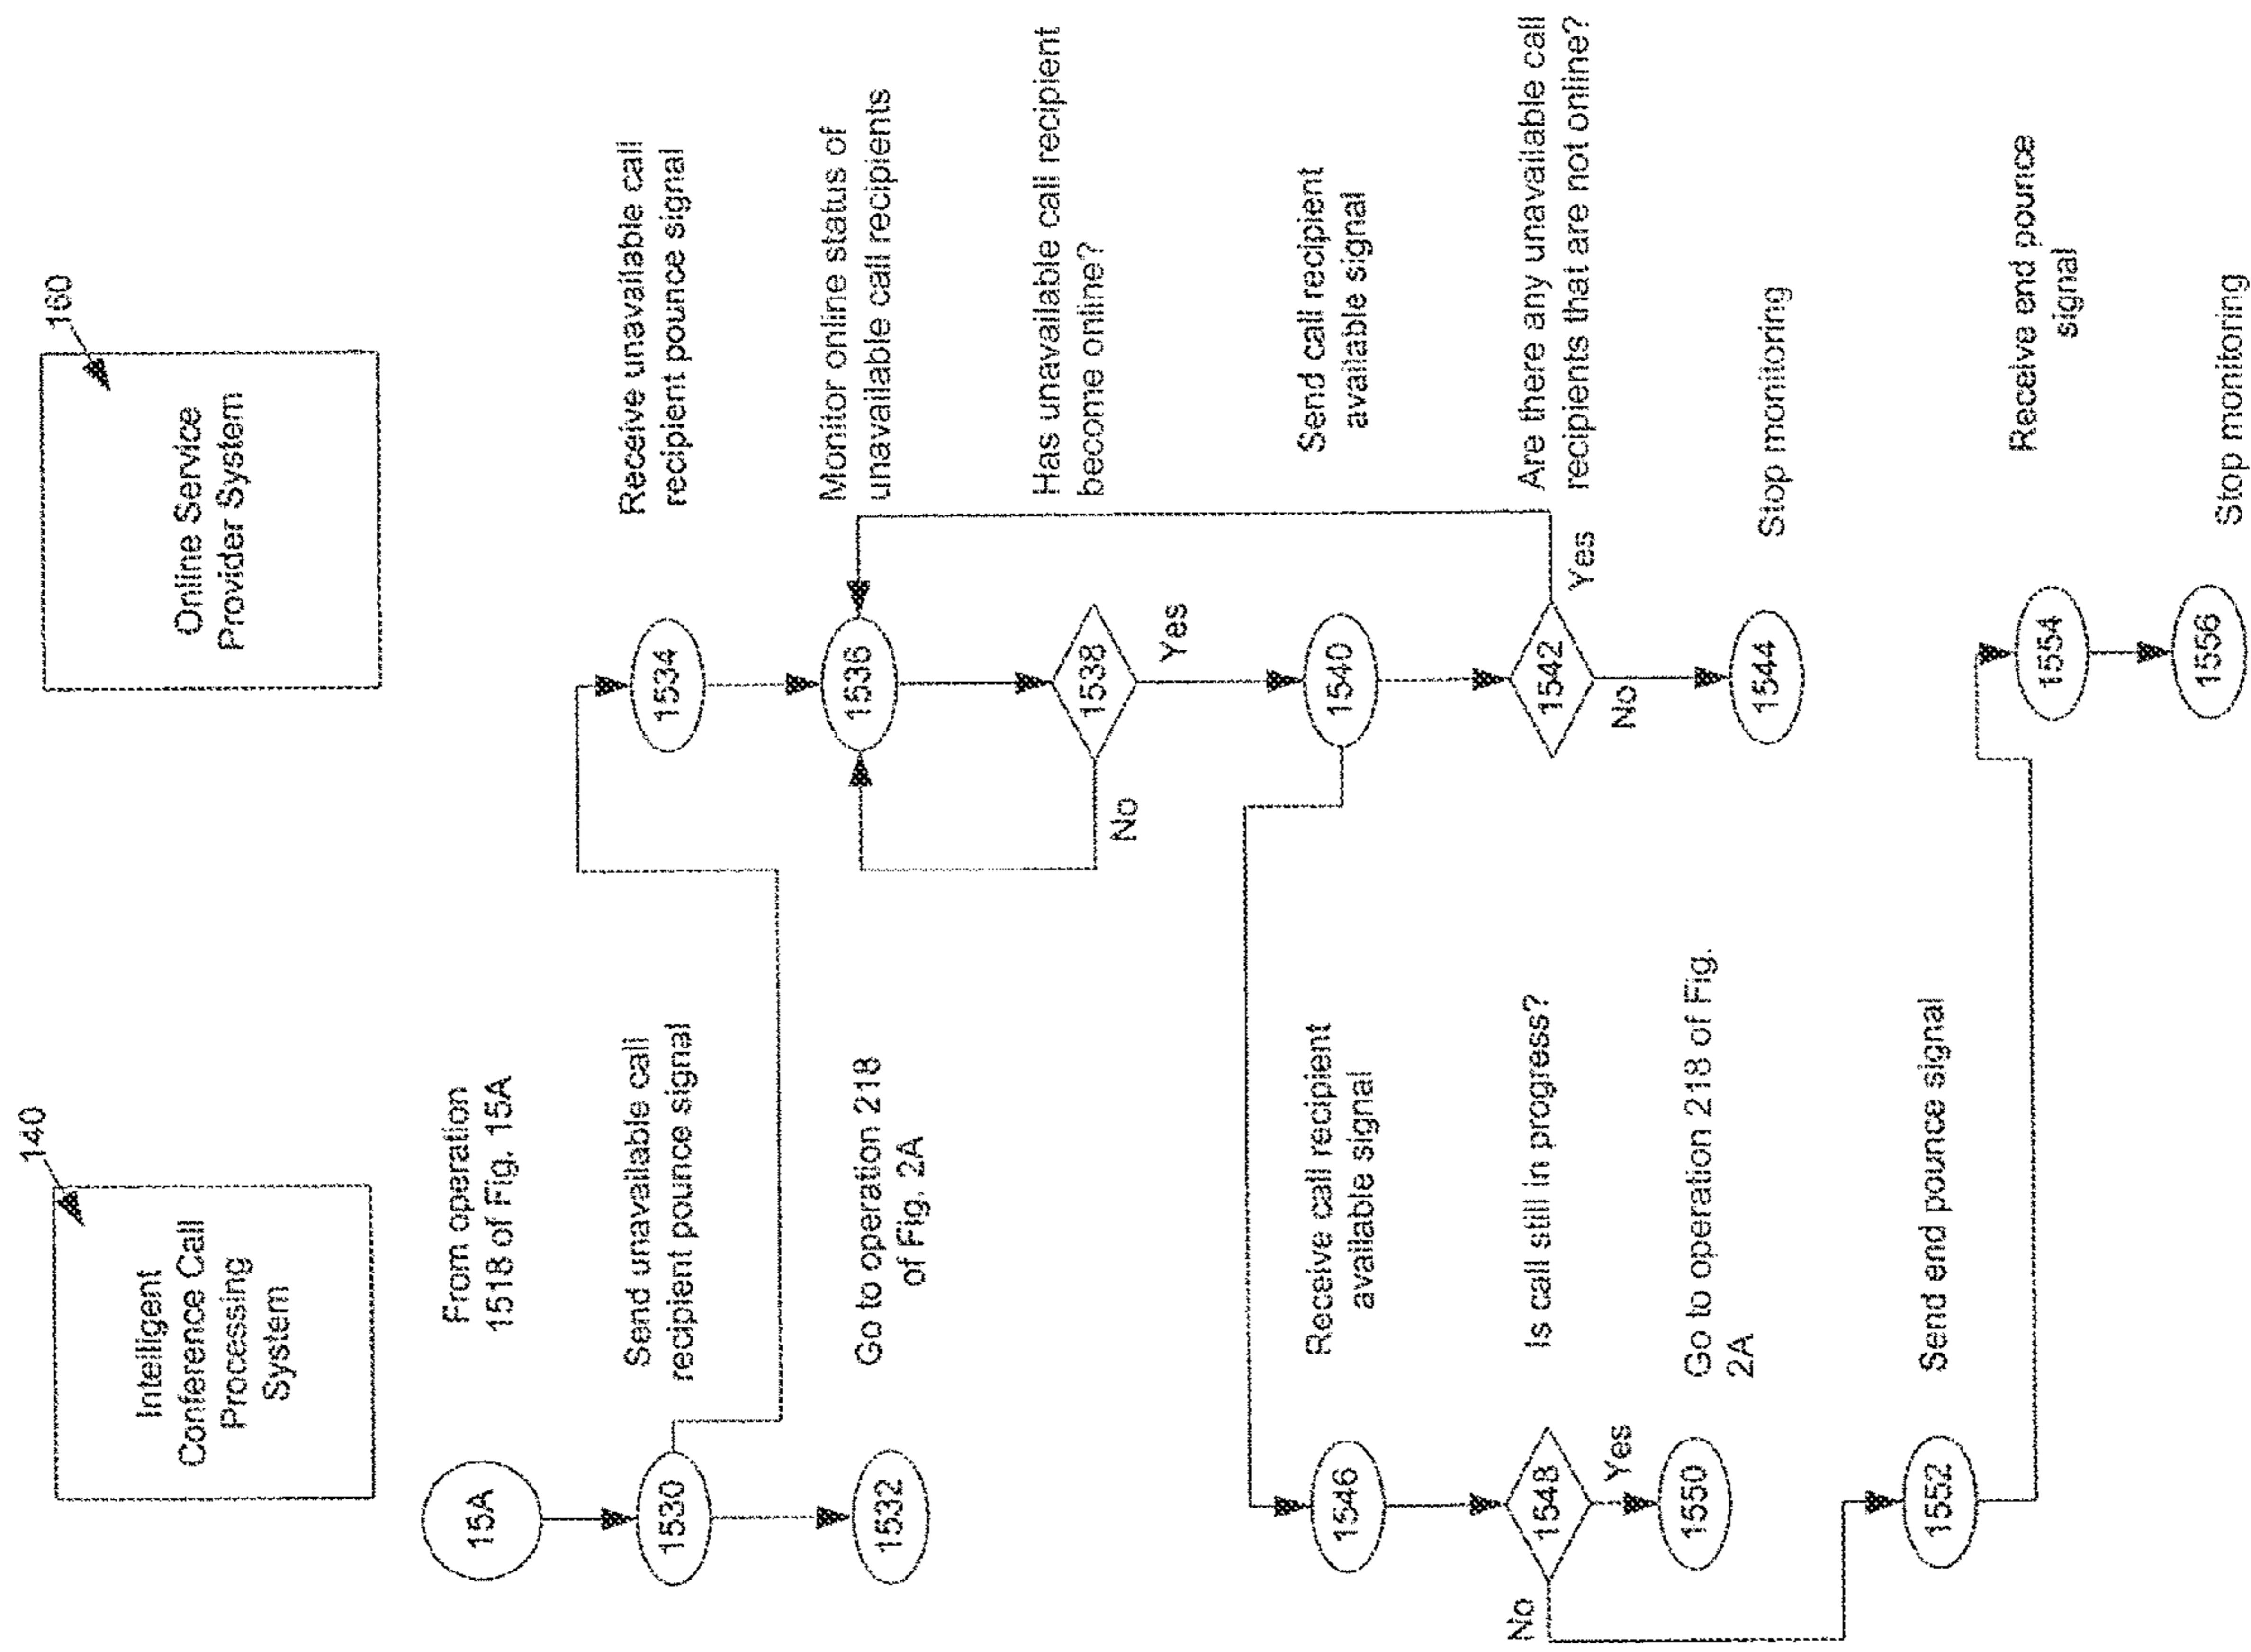 140
Intelligent
Conference Call
Processing
System
160
Online Service
Provider System
15A
From operation
1518 of Fig. 15A
1530
Send unavailable call
recipient pounce signal
1534
Receive unavailable call
recipient pounce signal
1532
Go to operation 218
of Fig. 2A
1536
Monitor online status of
unavailable call recipients
1538
Has unavailable call recipient
become online?
No
Yes
1540
Send call recipient
available signal
1546
Receive call recipient
available signal
1542
Are there any unavailable call
recipients that are not online?
Yes
No
1548
Is call still in progress?
No
Yes
1550
Go to operation 218 of Fig.
2A
1544
Stop monitoring
1552
Send end pounce signal
1554
Receive end pounce
signal
1556
Stop monitoring